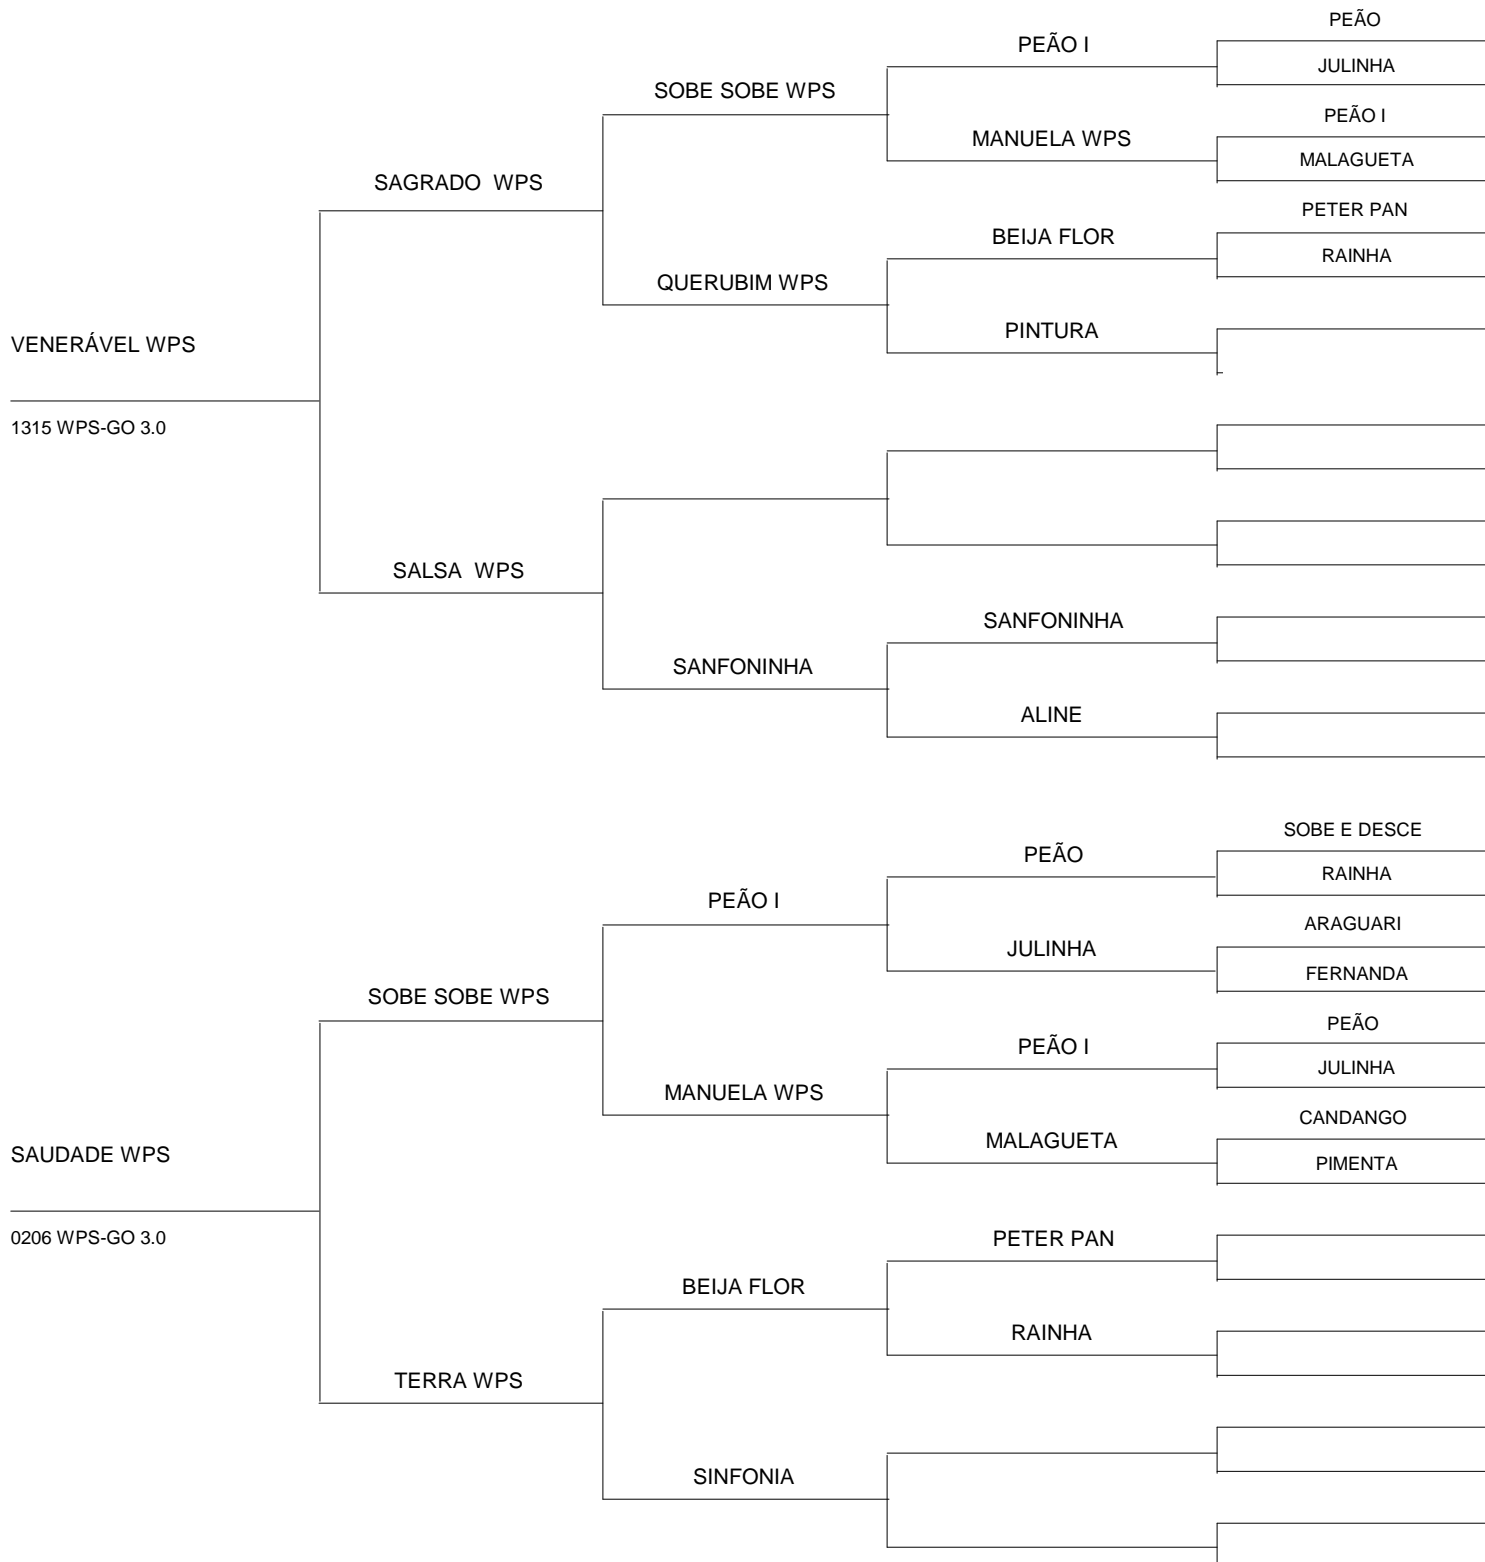 PEÃO
PEÃO I
JULINHA
SOBE SOBE WPS
PEÃO I
MANUELA WPS
MALAGUETA
SAGRADO  WPS
PETER PAN
BEIJA FLOR
RAINHA
QUERUBIM WPS
PINTURA
VENERÁVEL WPS
1315 WPS-GO 3.0
SALSA  WPS
SANFONINHA
SANFONINHA
ALINE
SOBE E DESCE
PEÃO
RAINHA
PEÃO I
ARAGUARI
JULINHA
FERNANDA
SOBE SOBE WPS
PEÃO
PEÃO I
JULINHA
MANUELA WPS
CANDANGO
MALAGUETA
PIMENTA
SAUDADE WPS
0206 WPS-GO 3.0
PETER PAN
BEIJA FLOR
RAINHA
TERRA WPS
SINFONIA